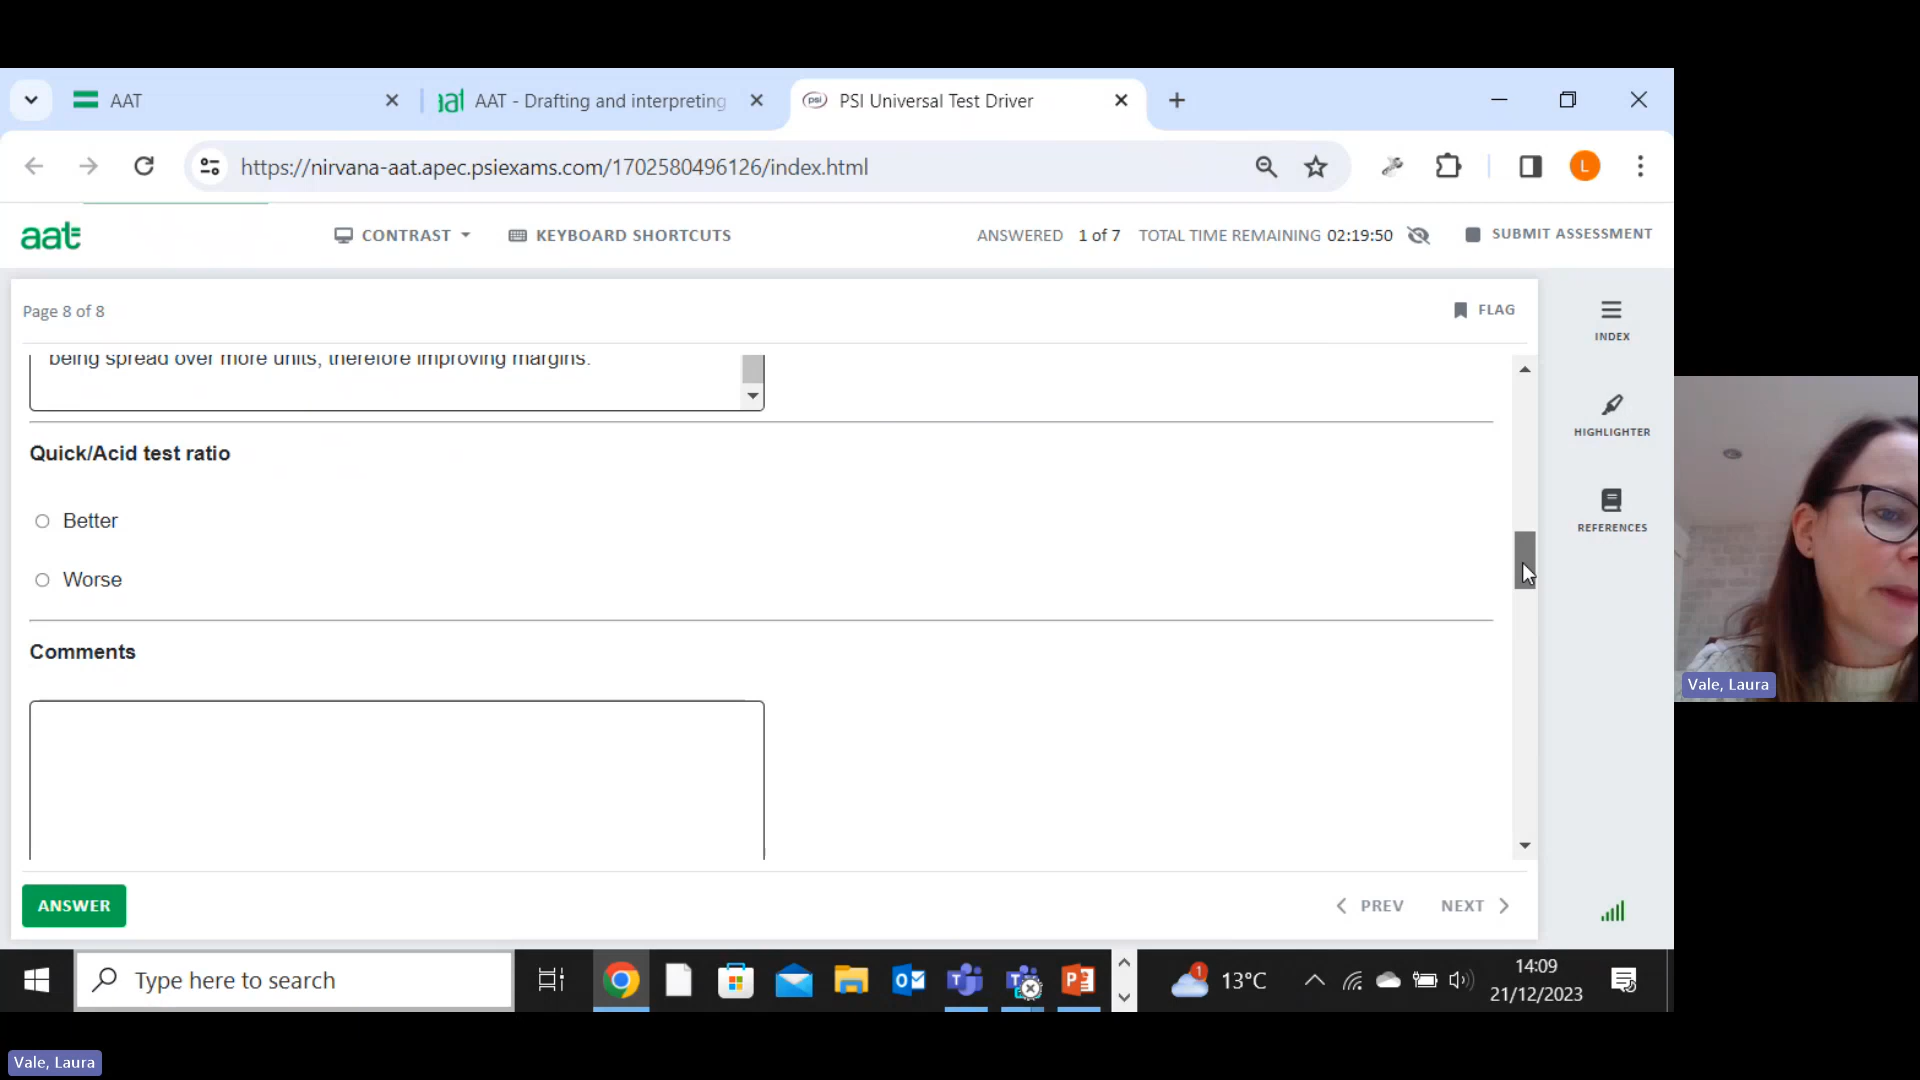 AAT
AAT - Drafting and interpreting
psi PSI Universal Test Driver
https://nirvana-aat.apec.psiexams.com/1702580496126/index.html
L
aat
CONTRAST
KEYBOARD SHORTCUTS
ANSWERED 1 of 7 TOTAL TIME REMAINING 02:19:50
SUBMIT ASSESSMENT
Page 8 of 8
FLAG
INDEX
being spread over more units, therefore improving margins.
HIGHLIGHTER
Quick/Acid test ratio
REFERENCES
Better
Worse
Comments
Vale, Laura
ANSWER
PREV
NEXT
Type here to search
1
13°C
14:09
21/12/2023
Vale, Laura